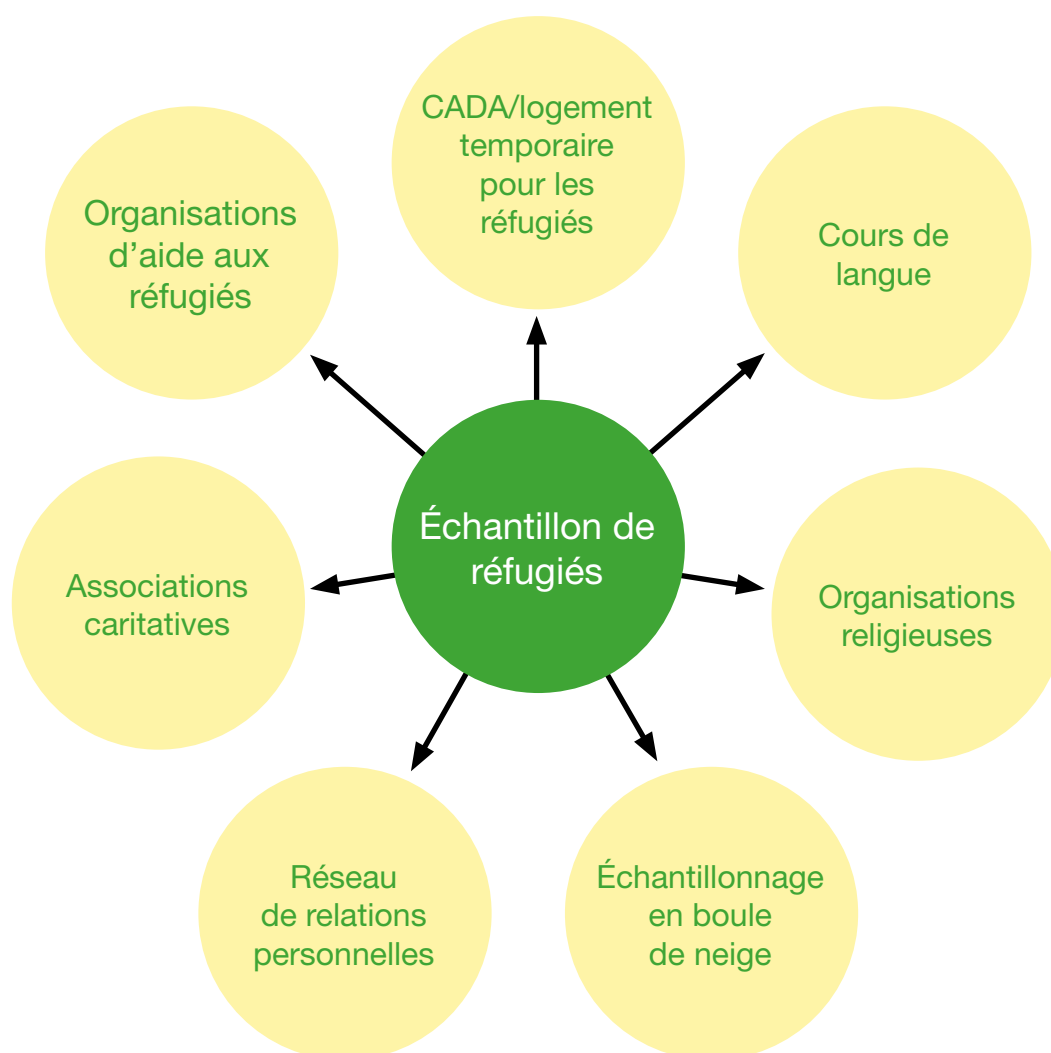 CADA/logement
temporaire
pour les
réfugiés
Organisations
d’aide aux
réfugiés
Cours de
langue
Échantillon de
réfugiés
Associations
caritatives
Organisations
religieuses
Réseau
de relations
personnelles
Échantillonnage
en boule
de neige